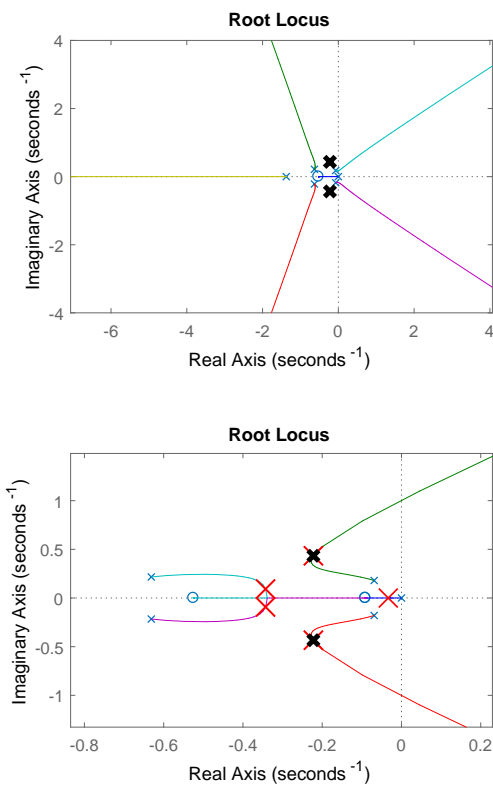 Root Locus
4
2
0
-2
-4
Imaginary Axis (seconds⁻¹)
-6 -4 -2 0 2 4
Real Axis (seconds⁻¹)
Root Locus
1
0.5
0
-0.5
-1
Imaginary Axis (seconds⁻¹)
-0.8 -0.6 -0.4 -0.2 0 0.2
Real Axis (seconds⁻¹)